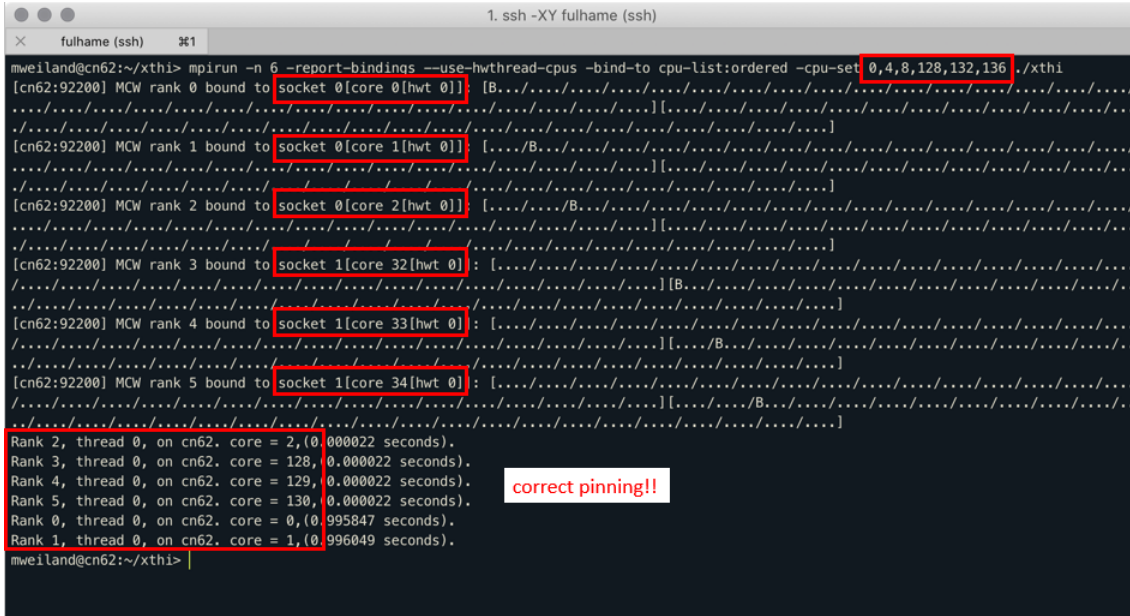 1. ssh -XY fulhame (ssh)
fulham (ssh) ⌘1
mweiland@cn62:~/xthi> mpirun -n 6 -report-bindings --use-hwthread-cpus -bind-to cpu-list:ordered -cpu-set 0,4,8,128,132,136 ./xthi
[cn62:92200] MCW rank 0 bound to socket 0[core 0[hwt 0]]: [B.../..../..../..../..../..../..../..../..../..../..../..../..../..../..../....
..../..../..../..../..../..../..../..../..../..../..../..../..../..../..../....][..../..../..../..../..../..../..../..../..../..../..../...
./..../..../..../..../..../..../..../..../..../..../..../..../..../..../..../..../..../..../..../....]
[cn62:92200] MCW rank 1 bound to socket 0[core 1[hwt 0]]: [..../B.../..../..../..../..../..../..../..../..../..../..../..../..../..../....
..../..../..../..../..../..../..../..../..../..../..../..../..../..../..../....][..../..../..../..../..../..../..../..../..../..../..../...
./..../..../..../..../..../..../..../..../..../..../..../..../..../..../..../..../..../..../..../....]
[cn62:92200] MCW rank 2 bound to socket 0[core 2[hwt 0]]: [..../..../B.../..../..../..../..../..../..../..../..../..../..../..../..../....
..../..../..../..../..../..../..../..../..../..../..../..../..../..../..../....][..../..../..../..../..../..../..../..../..../..../..../...
./..../..../..../..../..../..../..../..../..../..../..../..../..../..../..../..../..../..../..../....]
[cn62:92200] MCW rank 3 bound to socket 1[core 32[hwt 0]]: [..../..../..../..../..../..../..../..../..../..../..../..../..../..../..../....
/..../..../..../..../..../..../..../..../..../..../..../..../..../..../..../....][B.../..../..../..../..../..../..../..../..../..../..../..
../..../..../..../..../..../..../..../..../..../..../..../..../..../..../..../..../..../..../..../....]
[cn62:92200] MCW rank 4 bound to socket 1[core 33[hwt 0]]: [..../..../..../..../..../..../..../..../..../..../..../..../..../..../..../....
/..../..../..../..../..../..../..../..../..../..../..../..../..../..../..../....][..../B.../..../..../..../..../..../..../..../..../..../..
../..../..../..../..../..../..../..../..../..../..../..../..../..../..../..../..../..../..../..../....]
[cn62:92200] MCW rank 5 bound to socket 1[core 34[hwt 0]]: [..../..../..../..../..../..../..../..../..../..../..../..../..../..../..../....
/..../..../..../..../..../..../..../..../..../..../..../..../..../..../..../....][..../..../B.../..../..../..../..../..../..../..../..../..
../..../..../..../..../..../..../..../..../..../..../..../..../..../..../..../..../..../..../..../....]
Rank 2, thread 0, on cn62. core = 2,(0.000022 seconds).
Rank 3, thread 0, on cn62. core = 128,(0.000022 seconds).
Rank 4, thread 0, on cn62. core = 129,(0.000022 seconds).
Rank 5, thread 0, on cn62. core = 130,(0.000022 seconds).
Rank 0, thread 0, on cn62. core = 0,(0.995847 seconds).
Rank 1, thread 0, on cn62. core = 1,(0.996049 seconds).
correct pinning!!
mweiland@cn62:~/xthi>